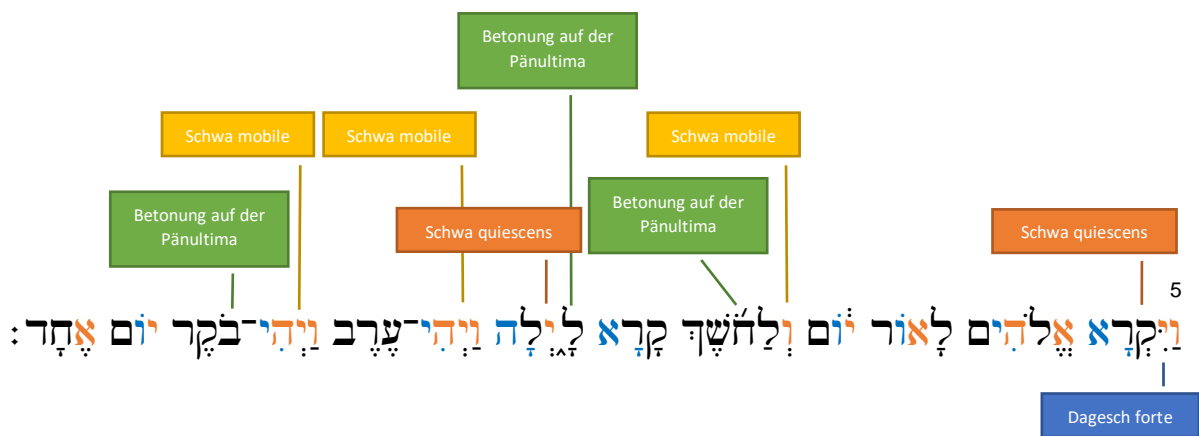 Betonung auf der
Pänultima
Schwa mobile
Schwa mobile
Schwa mobile
Betonung auf der
Pänultima
Betonung auf der
Pänultima
Schwa quiescens
Schwa quiescens
5
וַיִּקְרָא אֱלֹהִים לָאוֹר י֔וֹם וְלַחֹ֫שֶׁךְ קָרָא לָ֑יְלָה וַיְהִי־עֶרֶב וַיְהִי־בֹקֶר יוֹם אֶחָד׃
Dagesch forte